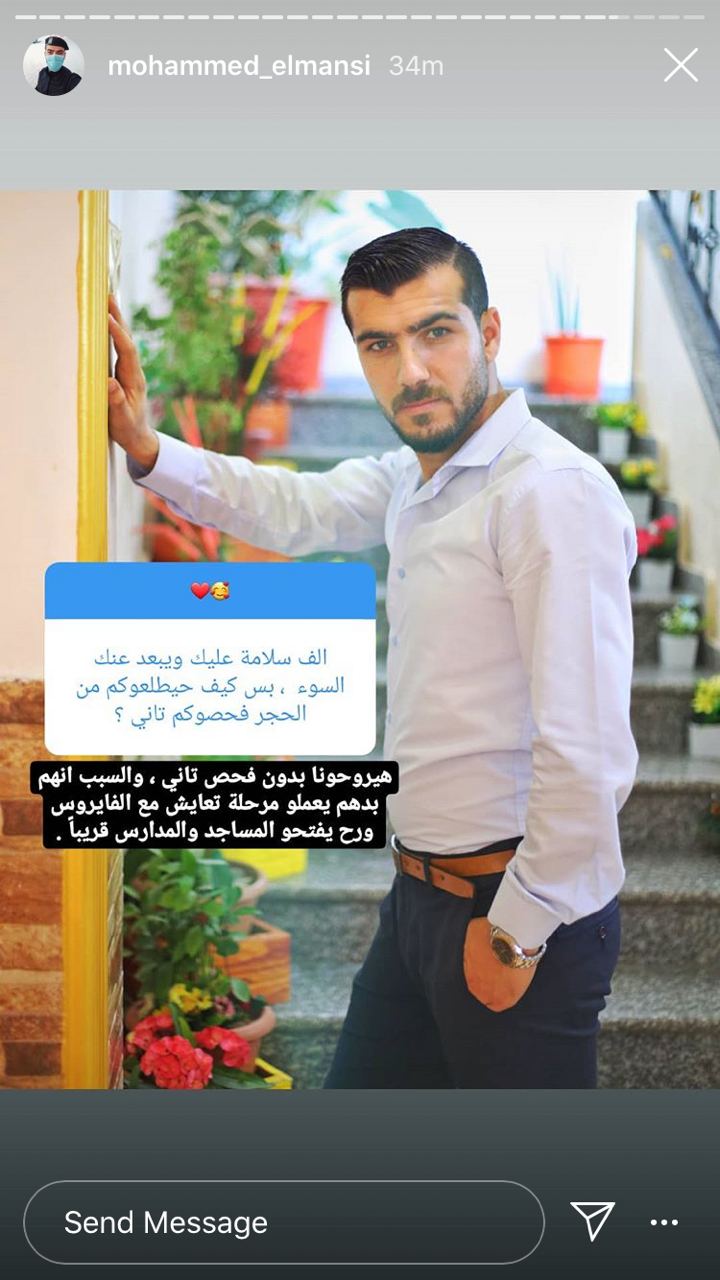 mohammed_elmansi 34m
❤️🥰
الف سلامة عليك ويبعد عنك
السوء ، بس كيف حيطلعوكم من
الحجر فحصوكم تاني ؟
هيروحونا بدون فحص تاني ، والسبب انهم
بدهم يعملو مرحلة تعايش مع الفايروس
ورح يفتحو المساجد والمدارس قريباً .
Send Message